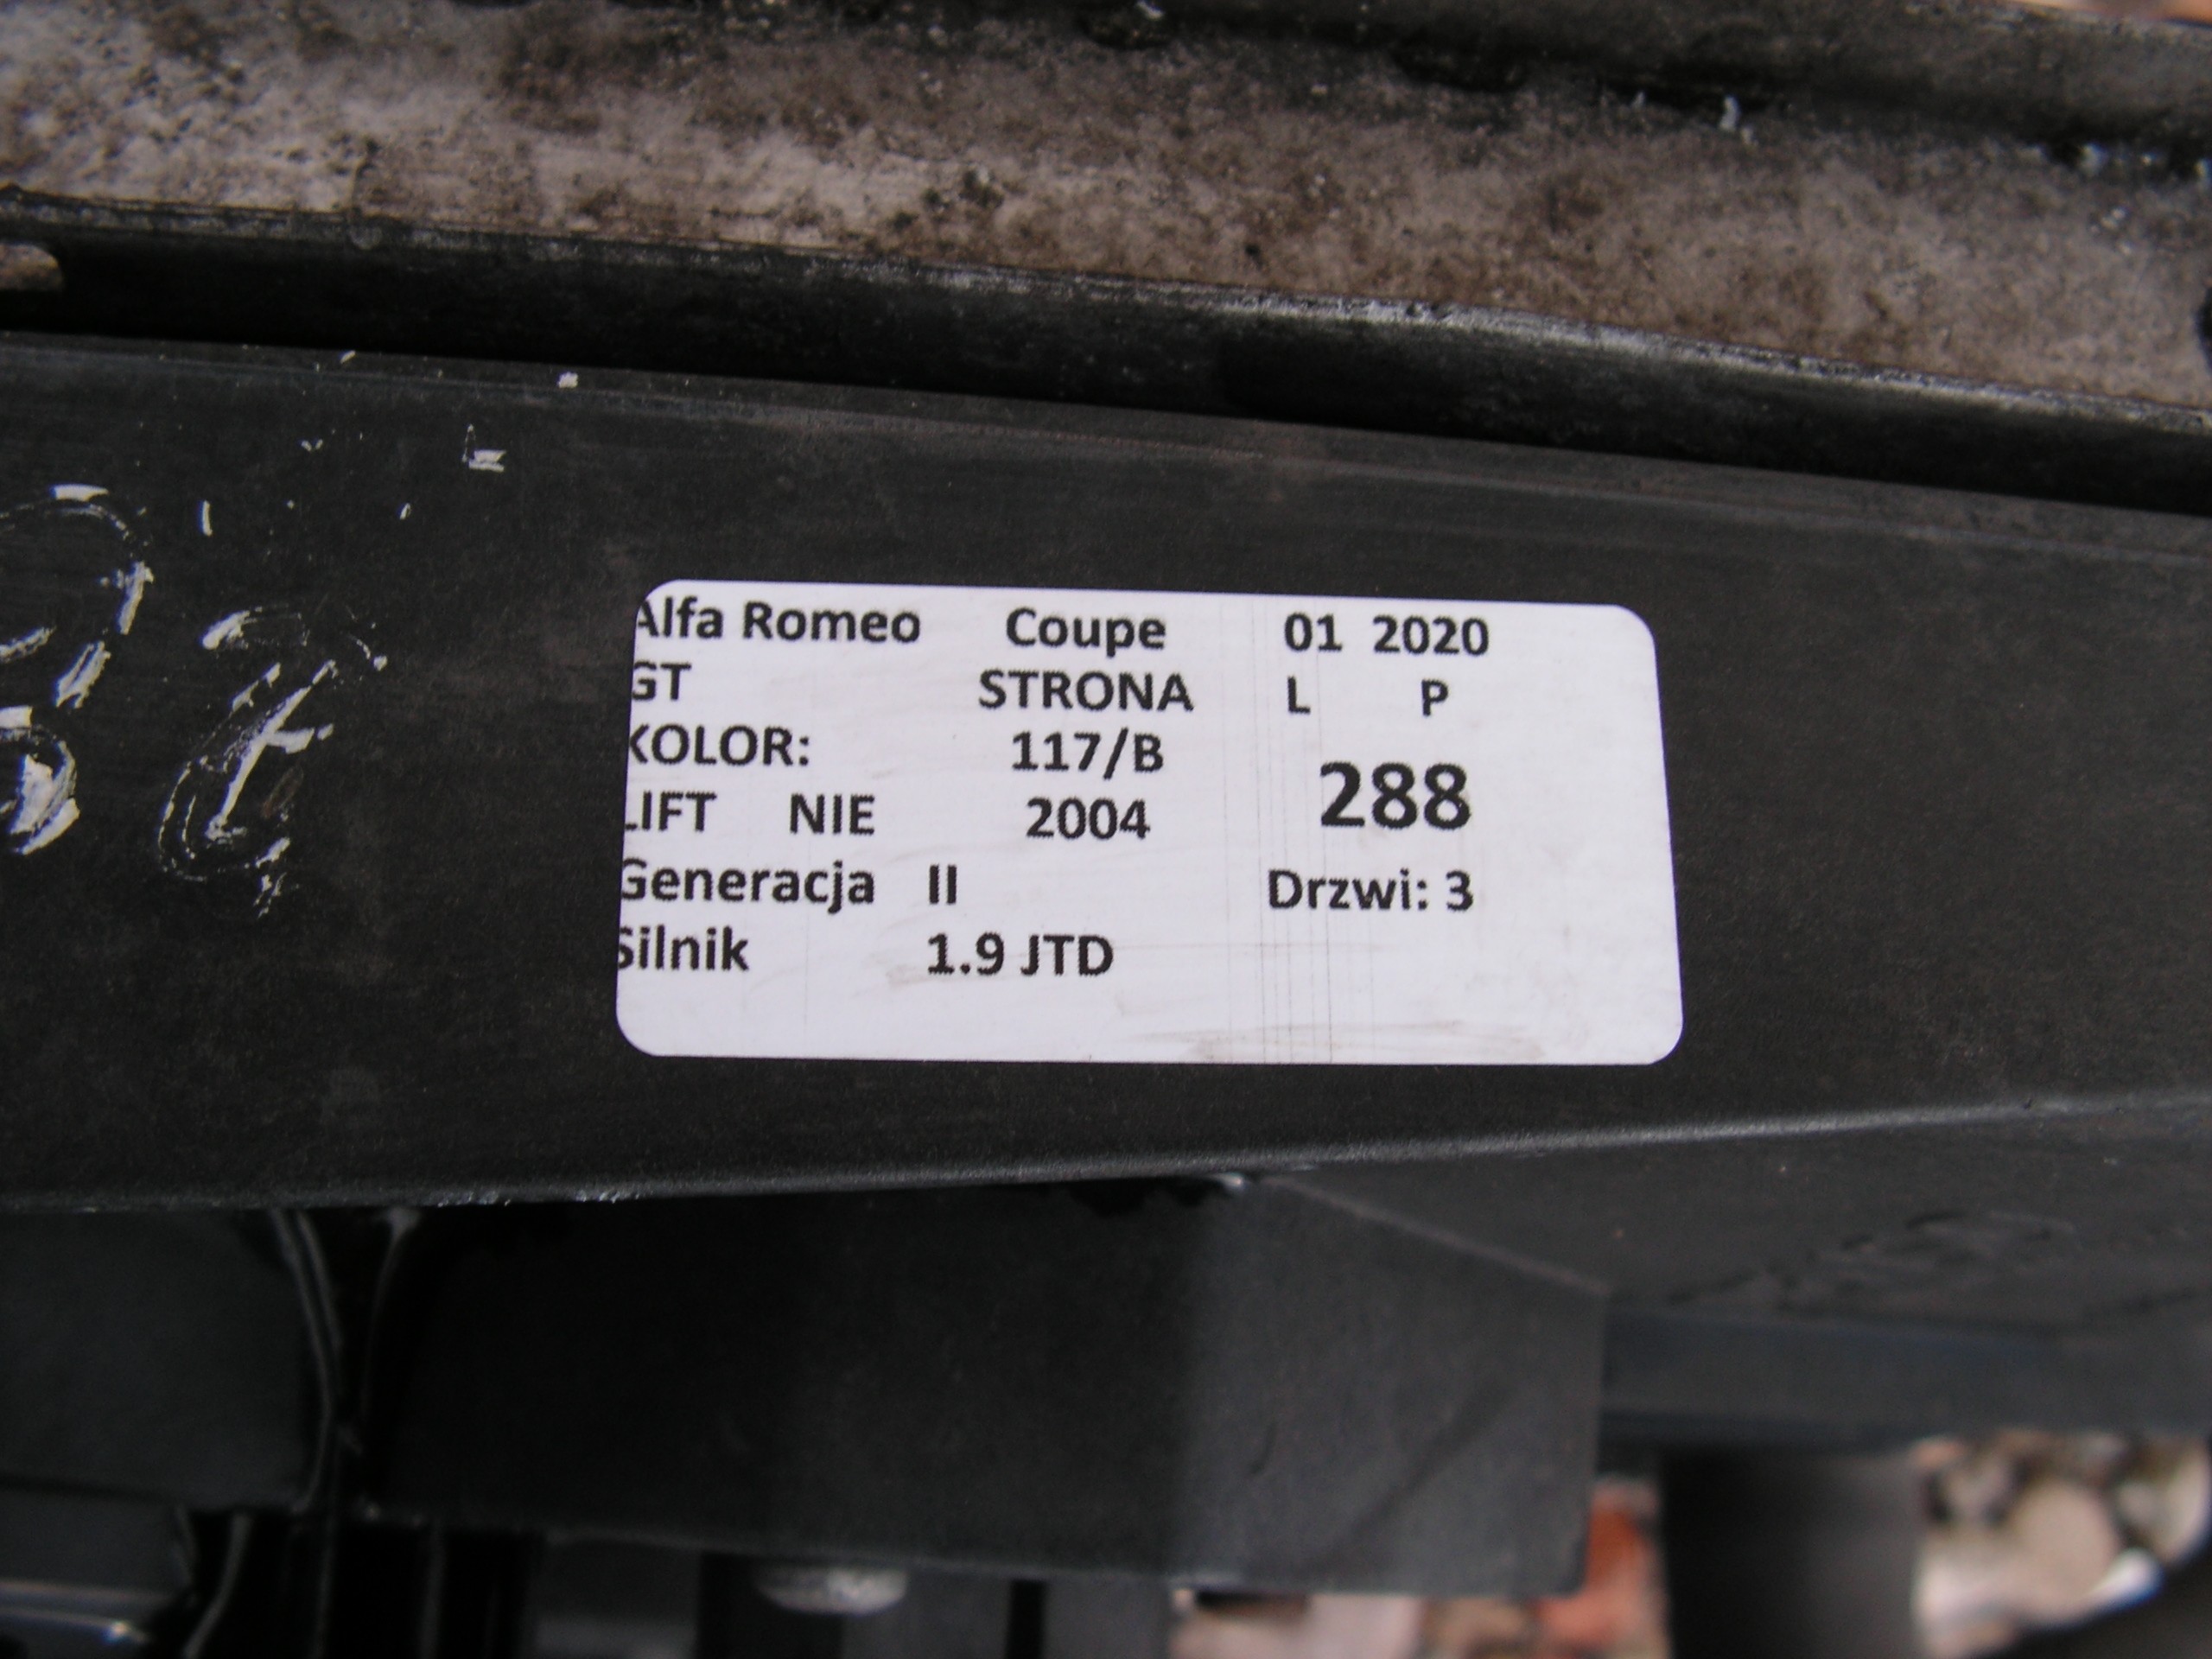 Alfa Romeo Coupe 01 2020
GT STRONA L P
KOLOR: 117/B
288
LIFT NIE 2004
Generacja II Drzwi: 3
Silnik 1.9 JTD